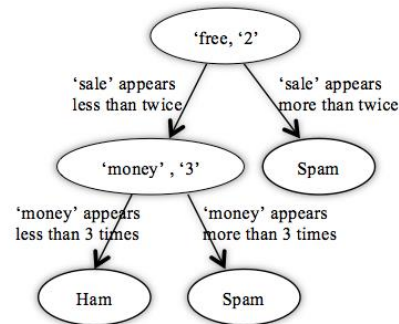 ‘free, ‘2’
‘sale’ appears
less than twice
‘sale’ appears
more than twice
‘money’ , ‘3’
Spam
‘money’ appears
less than 3 times
‘money’ appears
more than 3 times
Ham
Spam